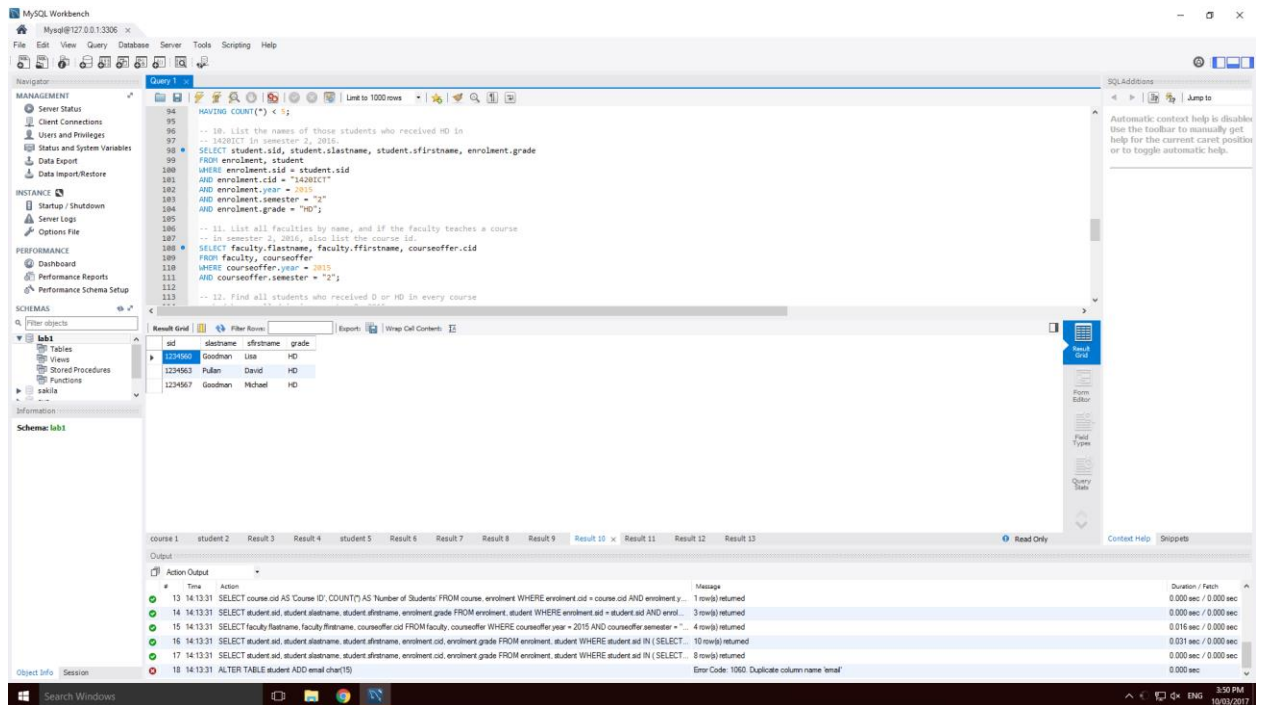 MySQL Workbench
Mysql@127.0.0.1:3306 ×
File Edit View Query Database Server Tools Scripting Help
Navigator
MANAGEMENT
Server Status
Client Connections
Users and Privileges
Status and System Variables
Data Export
Data Import/Restore
INSTANCE
Startup / Shutdown
Server Logs
Options File
PERFORMANCE
Dashboard
Performance Reports
Performance Schema Setup
SCHEMAS
Filter objects
lab1
Tables
Views
Stored Procedures
Functions
sakila
Information
Schema: lab1
Object Info Session
Query 1 ×
Limit to 1000 rows
94 HAVING COUNT(*) < 5;
95
96 -- 10. List the names of those students who received HD in
97 -- 1420ICT in semester 2, 2016.
98 SELECT student.sid, student.slastname, student.sfirstname, enrolment.grade
99 FROM enrolment, student
100 WHERE enrolment.sid = student.sid
101 AND enrolment.cid = "1420ICT"
102 AND enrolment.year = 2015
103 AND enrolment.semester = "2"
104 AND enrolment.grade = "HD";
105
106 -- 11. List all faculties by name, and if the faculty teaches a course
107 -- in semester 2, 2016, also list the course id.
108 SELECT faculty.flastname, faculty.ffirstname, courseoffer.cid
109 FROM faculty, courseoffer
110 WHERE courseoffer.year = 2015
111 AND courseoffer.semester = "2";
112
113 -- 12. Find all students who received D or HD in every course
Result Grid Filter Rows: Export: Wrap Cell Content:
sid slastname sfirstname grade
1234560 Goodman Lisa HD
1234563 Pullan David HD
1234567 Goodman Michael HD
Result Grid
Form Editor
Field Types
Query Stats
course 1 student 2 Result 3 Result 4 student 5 Result 6 Result 7 Result 8 Result 9 Result 10 × Result 11 Result 12 Result 13 Read Only
Output
Action Output
# Time Action Message Duration / Fetch
13 14:13:31 SELECT course.cid AS 'Course ID', COUNT(*) AS 'Number of Students' FROM course, enrolment WHERE enrolment.cid = course.cid AND enrolment.y... 1 row(s) returned 0.000 sec / 0.000 sec
14 14:13:31 SELECT student.sid, student.slastname, student.sfirstname, enrolment.grade FROM enrolment, student WHERE enrolment.sid = student.sid AND enrol... 3 row(s) returned 0.000 sec / 0.000 sec
15 14:13:31 SELECT faculty.flastname, faculty.ffirstname, courseoffer.cid FROM faculty, courseoffer WHERE courseoffer.year = 2015 AND courseoffer.semester = "... 4 row(s) returned 0.016 sec / 0.000 sec
16 14:13:31 SELECT student.sid, student.slastname, student.sfirstname, enrolment.cid, enrolment.grade FROM enrolment, student WHERE student.sid IN ( SELECT... 10 row(s) returned 0.031 sec / 0.000 sec
17 14:13:31 SELECT student.sid, student.slastname, student.sfirstname, enrolment.cid, enrolment.grade FROM enrolment, student WHERE student.sid IN ( SELECT... 8 row(s) returned 0.000 sec / 0.000 sec
18 14:13:31 ALTER TABLE student ADD email char(15) Error Code: 1060. Duplicate column name 'email' 0.000 sec
SQLAdditions
Jump to
Automatic context help is disabled
Use the toolbar to manually get
help for the current caret position
or to toggle automatic help.
Context Help Snippets
Search Windows
ENG
3:50 PM
10/03/2017